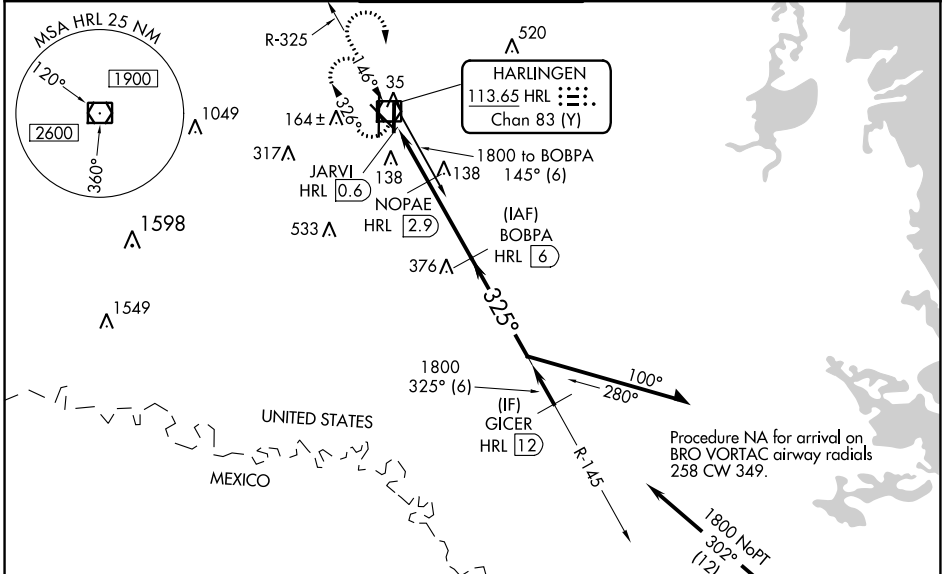 MSA HRL 25 NM
120°
1900
2600
360°
1049
R-325
520
146°
326°
35
164 ±
HARLINGEN
113.65 HRL
Chan 83 (Y)
317
JARVI
HRL 0.6
138
138
1800 to BOBPA
145° (6)
NOPAE
HRL 2.9
(IAF)
BOBPA
HRL 6
1598
533
376
1549
325°
1800
325° (6)
100°
280°
(IF)
GICER
HRL 12
R-145
UNITED STATES
MEXICO
Procedure NA for arrival on
BRO VORTAC airway radials
258 CW 349.
1800 NoPT
302°
(12)